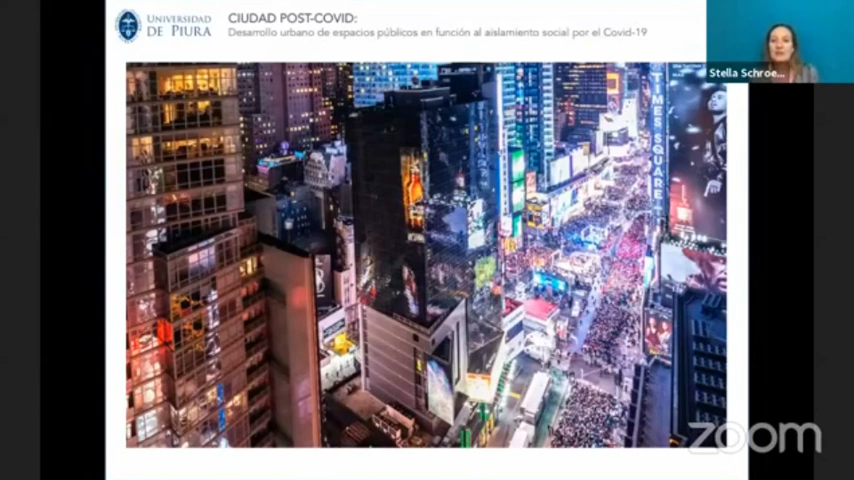 UNIVERSIDAD
DE PIURA
CIUDAD POST-COVID:
Desarrollo urbano de espacios públicos en función al aislamiento social por el Covid-19
Stella Schroe...
TIMES SQUARE
zoom